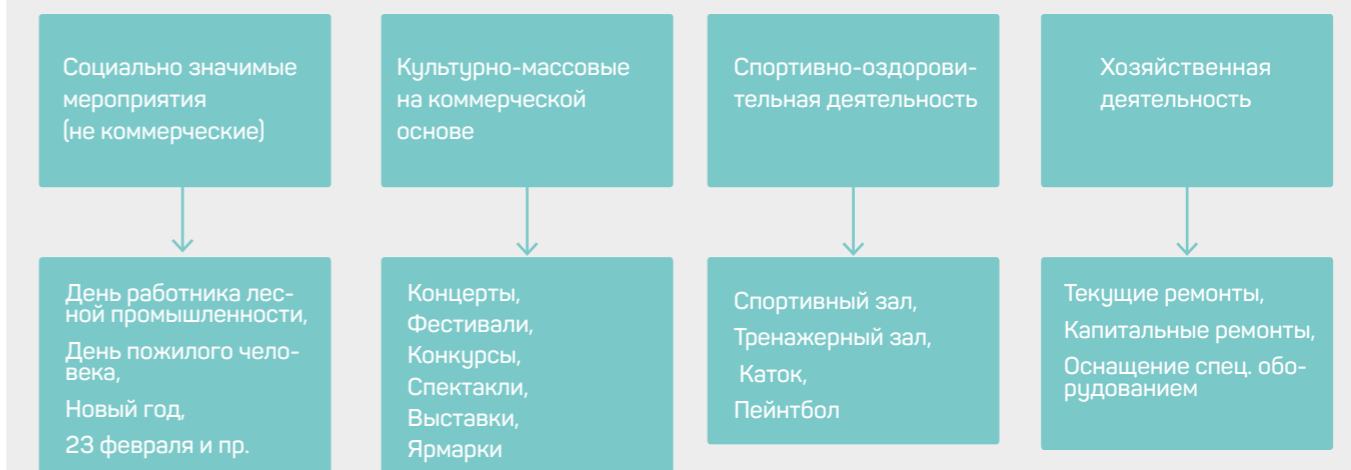 Социально значимые
мероприятия
(не коммерческие)
Культурно-массовые
на коммерческой
основе
Спортивно-оздорови-
тельная деятельность
Хозяйственная
деятельность
День работника лес-
ной промышленности,
День пожилого чело-
века,
Новый год,
23 февраля и пр.
Концерты,
Фестивали,
Конкурсы,
Спектакли,
Выставки,
Ярмарки
Спортивный зал,
Тренажерный зал,
Каток,
Пейнтбол
Текущие ремонты,
Капитальные ремонты,
Оснащение спец. обо-
рудованием